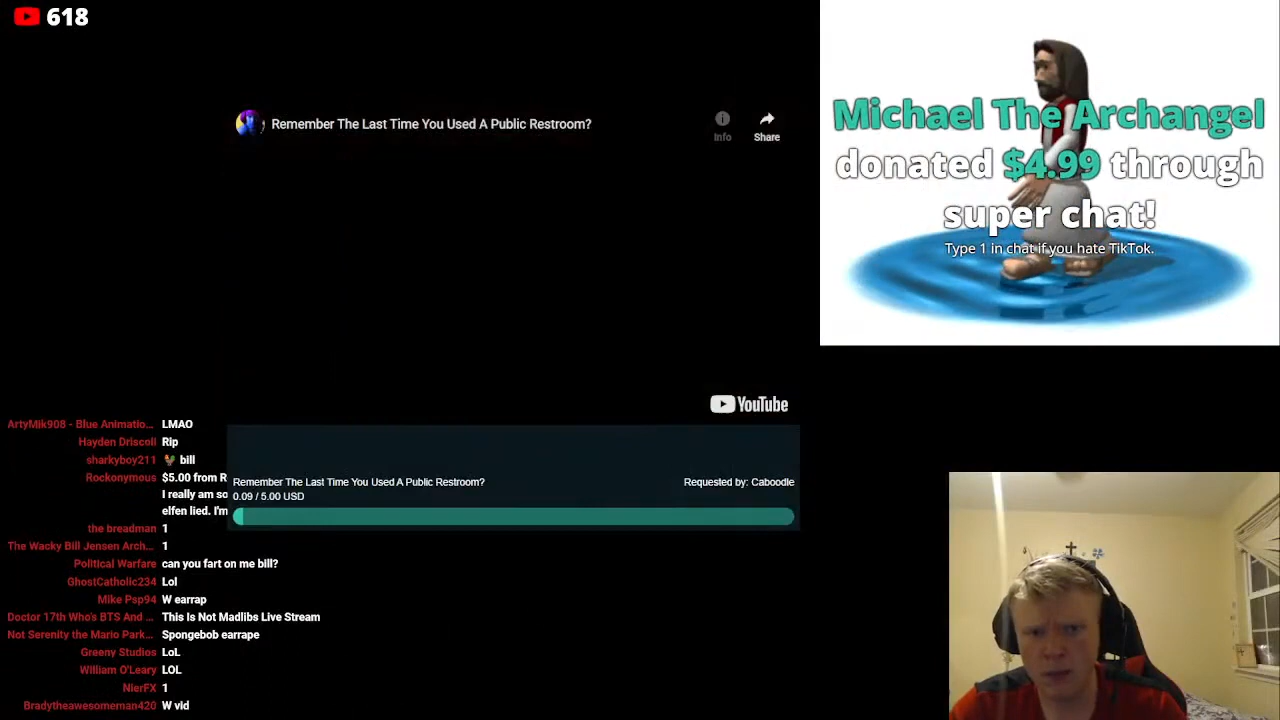 618
Remember The Last Time You Used A Public Restroom?
Info
Share
Michael The Archangel
donated $4.99 through
super chat!
Type 1 in chat if you hate TikTok.
YouTube
ArtyMik908 - Blue Animatio... LMAO
Hayden Driscoll Rip
sharkyboy211 🐓 bill
Rockonymous $5.00 from R
I really am so
elfen lied. I'm
Remember The Last Time You Used A Public Restroom? Requested by: Caboodle
0.09 / 5.00 USD
the breadman 1
The Wacky Bill Jensen Arch... 1
Political Warfare can you fart on me bill?
GhostCatholic234 Lol
Mike Psp94 W earrap
Doctor 17th Who's BTS And ... This Is Not Madlibs Live Stream
Not Serenity the Mario Park... Spongebob earrape
Greeny Studios LoL
William O'Leary LOL
NierFX 1
Bradytheawesomeman420 W vid